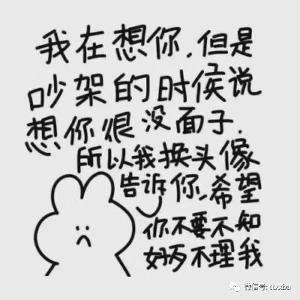 我在想你,但是
吵架的时候说
想你很没面子.
所以我换头像
告诉你,希望
你不要不知
好歹不理我